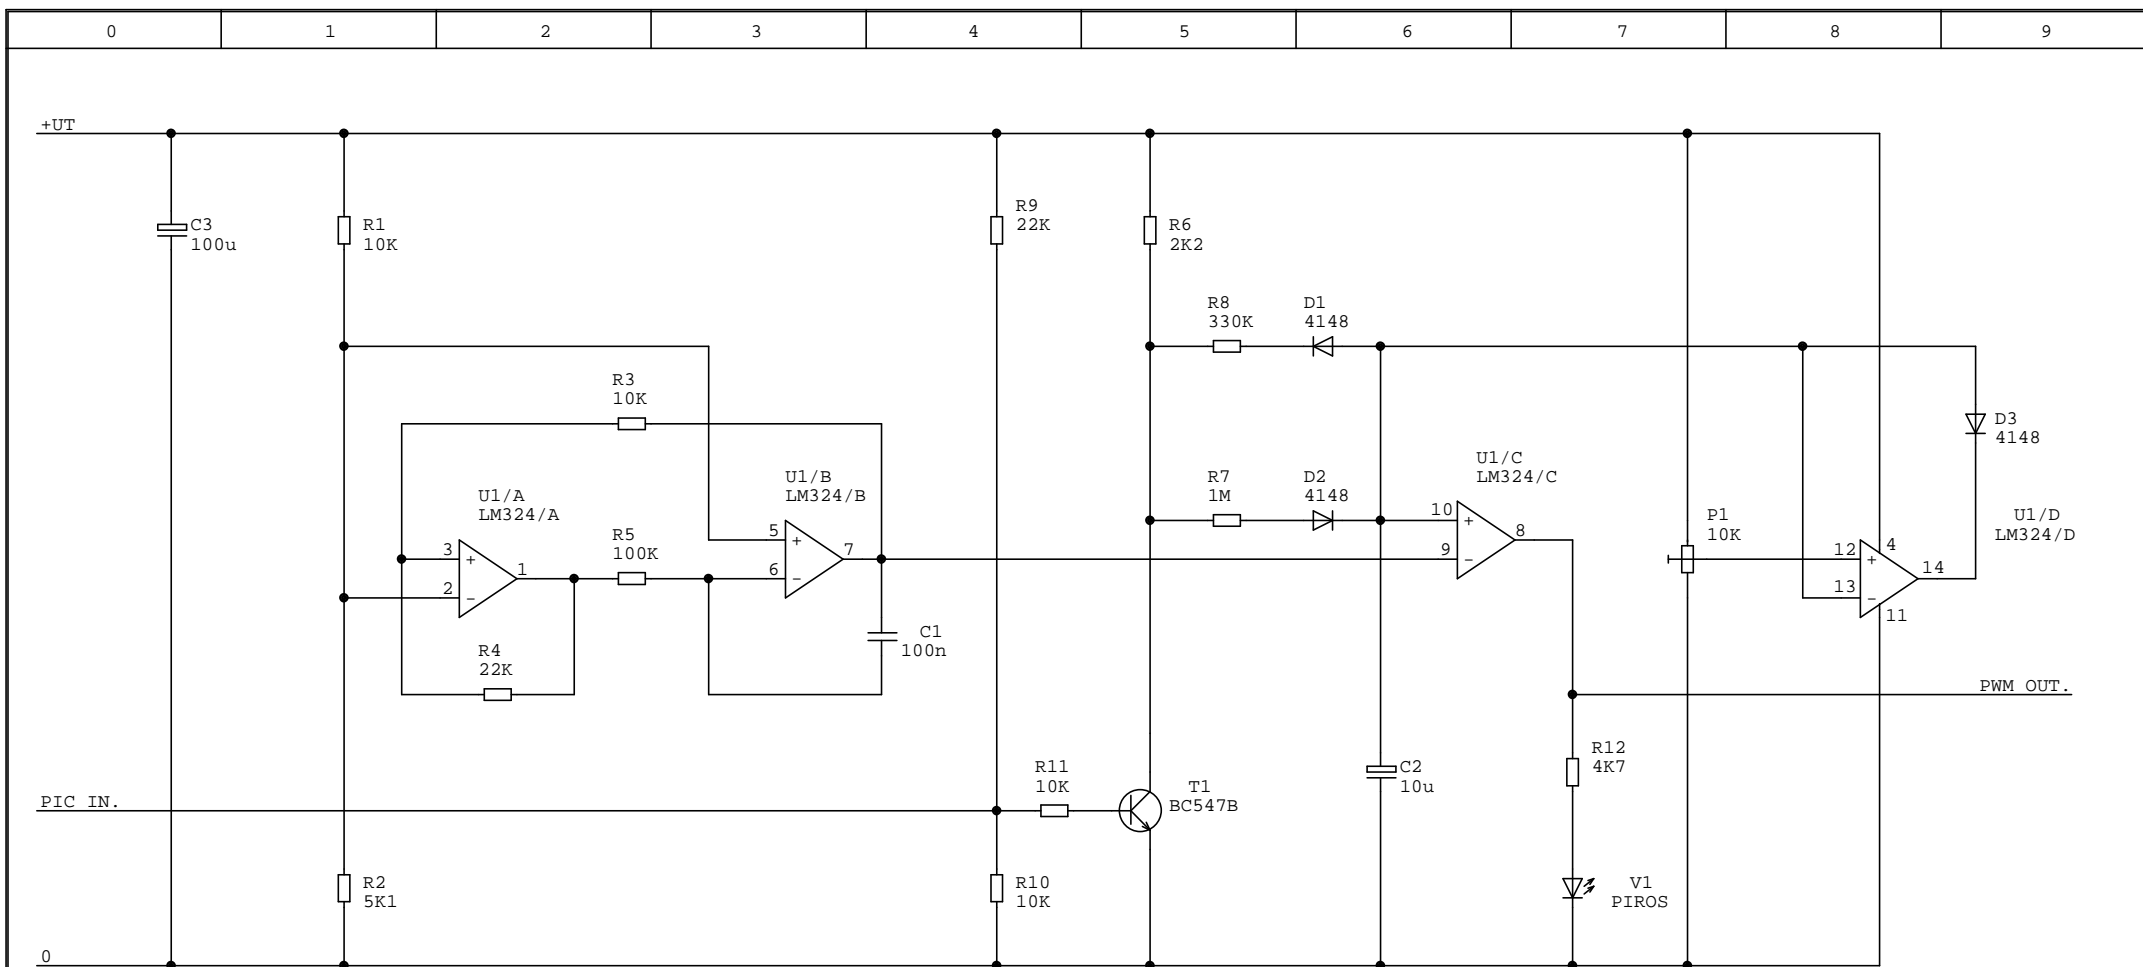 0 1 2 3 4 5 6 7 8 9
+UT
C3
100u
R1
10K
R9
22K
R6
2K2
R8
330K
D1
4148
R3
10K
D3
4148
U1/A
LM324/A
U1/B
LM324/B
R7
1M
D2
4148
U1/C
LM324/C
P1
10K
U1/D
LM324/D
R5
100K
3
+
2
-
1
5
+
6
-
7
10
+
9
-
8
12
+
13
-
4
14
11
R4
22K
C1
100n
PWM OUT.
PIC IN.
R11
10K
T1
BC547B
C2
10u
R12
4K7
R2
5K1
R10
10K
V1
PIROS
0